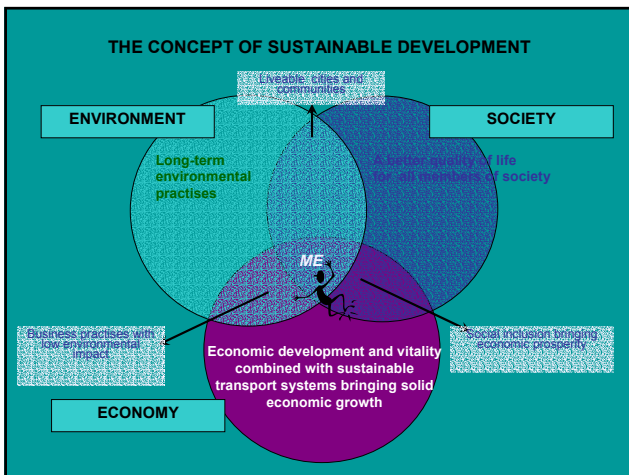 THE CONCEPT OF SUSTAINABLE DEVELOPMENT
Liveable cities and
communities
ENVIRONMENT
SOCIETY
Long-term
environmental
practises
A better quality of life
for all members of society
ME
Business practises with
low environmental
impact
Social Inclusion bringing
economic prosperity
Economic development and vitality
combined with sustainable
transport systems bringing solid
economic growth
ECONOMY